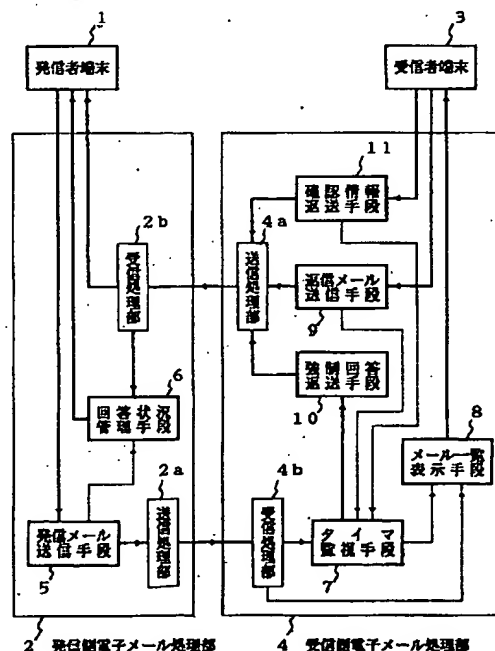 1
3
発信者端末
受信者端末
11
確認情報
返送手段
2b
4a
受信処理部
送信処理部
返信メール
送信手段
9
6
強制回答
返送手段
10
8
回答状況
管理手段
メール一覧
表示手段
2a
4b
発信メール
送信手段
5
送信処理部
受信処理部
タイマ
監視手段
7
2 発信側電子メール処理部
4 受信側電子メール処理部